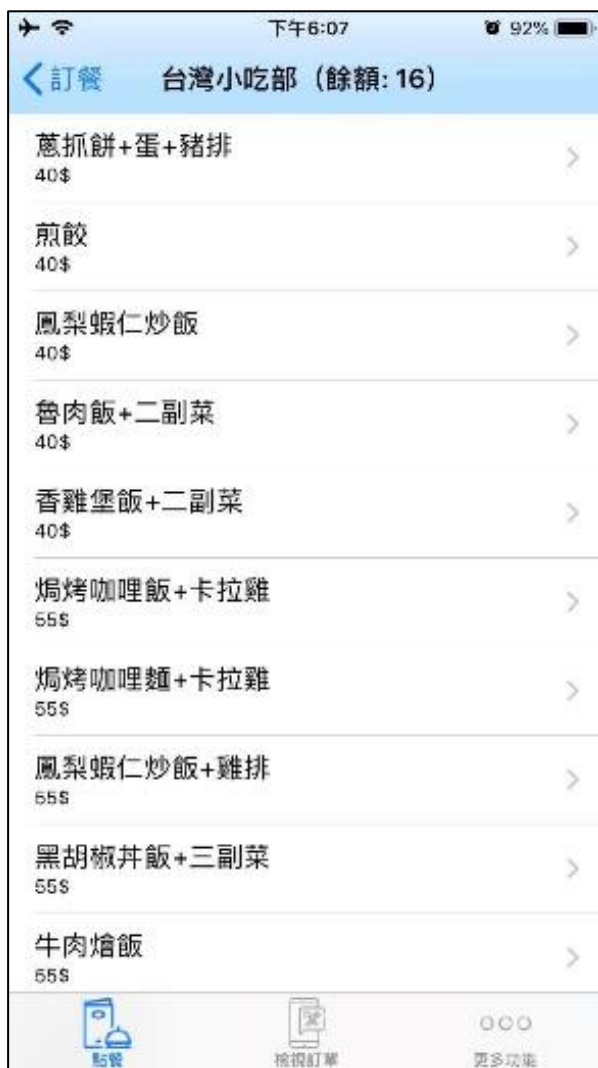 下午6:07
92%
訂餐
台灣小吃部（餘額: 16）
蔥抓餅+蛋+豬排
40$
煎餃
40$
鳳梨蝦仁炒飯
40$
魯肉飯+二副菜
40$
香雞堡飯+二副菜
40$
焗烤咖哩飯+卡拉雞
55$
焗烤咖哩麵+卡拉雞
55$
鳳梨蝦仁炒飯+雞排
55$
黑胡椒丼飯+三副菜
55$
牛肉燴飯
55$
點餐
檢視訂單
更多功能